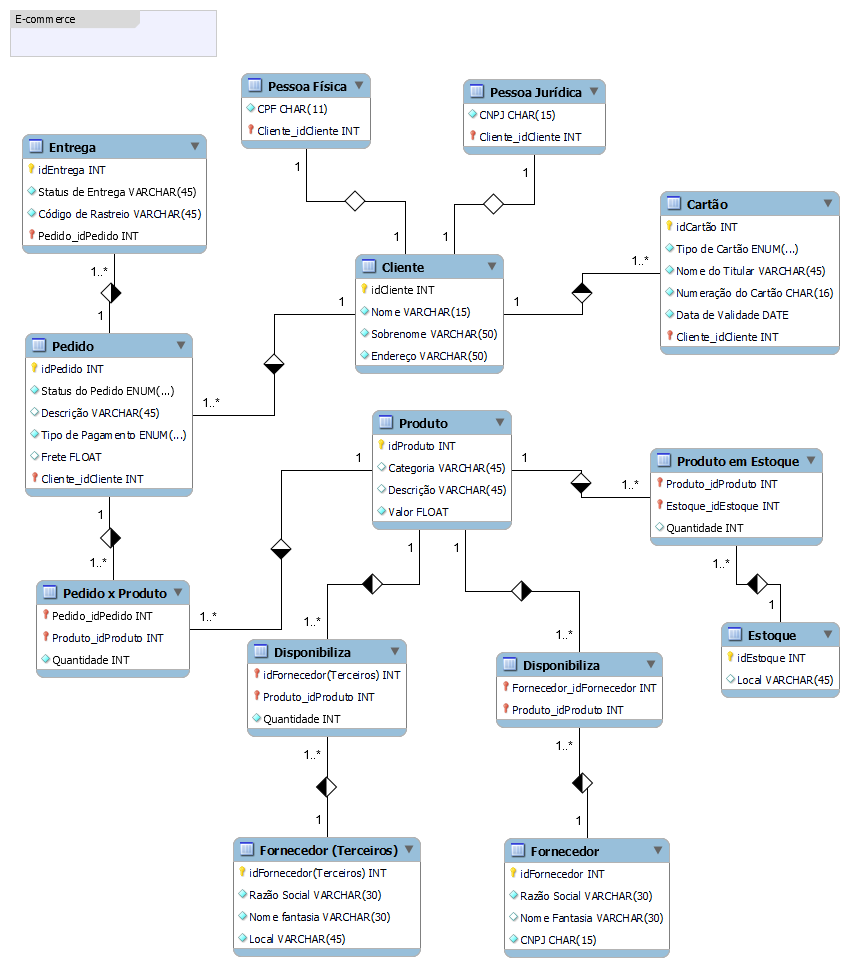 E-commerce
Pessoa Física
CPF CHAR(11)
Cliente_idCliente INT
Pessoa Jurídica
CNPJ CHAR(15)
Cliente_idCliente INT
1
1
1
1
Entrega
idEntrega INT
Status de Entrega VARCHAR(45)
Código de Rastreio VARCHAR(45)
Pedido_idPedido INT
1..*
1
Cartão
idCartão INT
Tipo de Cartão ENUM(...)
Nome do Titular VARCHAR(45)
Numeração do Cartão CHAR(16)
Data de Validade DATE
Cliente_idCliente INT
1..*
1
Cliente
idCliente INT
Nome VARCHAR(15)
Sobrenome VARCHAR(50)
Endereço VARCHAR(50)
1
1..*
Pedido
idPedido INT
Status do Pedido ENUM(...)
Descrição VARCHAR(45)
Tipo de Pagamento ENUM(...)
Frete FLOAT
Cliente_idCliente INT
1
1..*
Produto
idProduto INT
Categoria VARCHAR(45)
Descrição VARCHAR(45)
Valor FLOAT
1
1..*
1
1..*
1
1..*
1
1..*
Produto em Estoque
Produto_idProduto INT
Estoque_idEstoque INT
Quantidade INT
1..*
1
Pedido x Produto
Pedido_idPedido INT
Produto_idProduto INT
Quantidade INT
Estoque
idEstoque INT
Local VARCHAR(45)
Disponibiliza
idFornecedor(Terceiros) INT
Produto_idProduto INT
Quantidade INT
1..*
1
Disponibiliza
Fornecedor_idFornecedor INT
Produto_idProduto INT
1..*
1
Fornecedor (Terceiros)
idFornecedor(Terceiros) INT
Razão Social VARCHAR(30)
Nome fantasia VARCHAR(30)
Local VARCHAR(45)
Fornecedor
idFornecedor INT
Razão Social VARCHAR(30)
Nome Fantasia VARCHAR(30)
CNPJ CHAR(15)